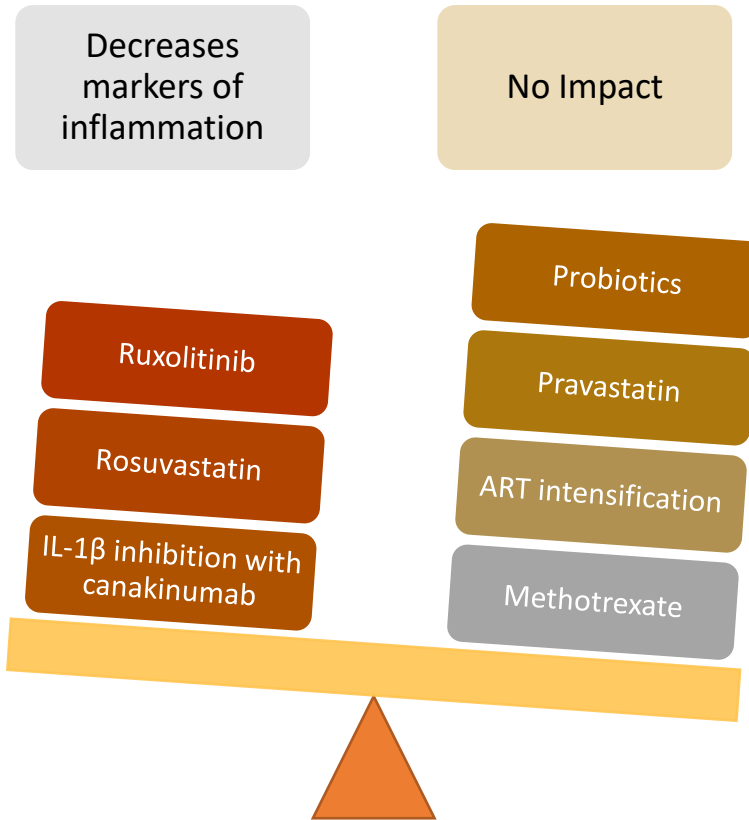 Decreases
markers of
inflammation
No Impact
Ruxolitinib
Rosuvastatin
IL-1β inhibition with
canakinumab
Probiotics
Pravastatin
ART intensification
Methotrexate